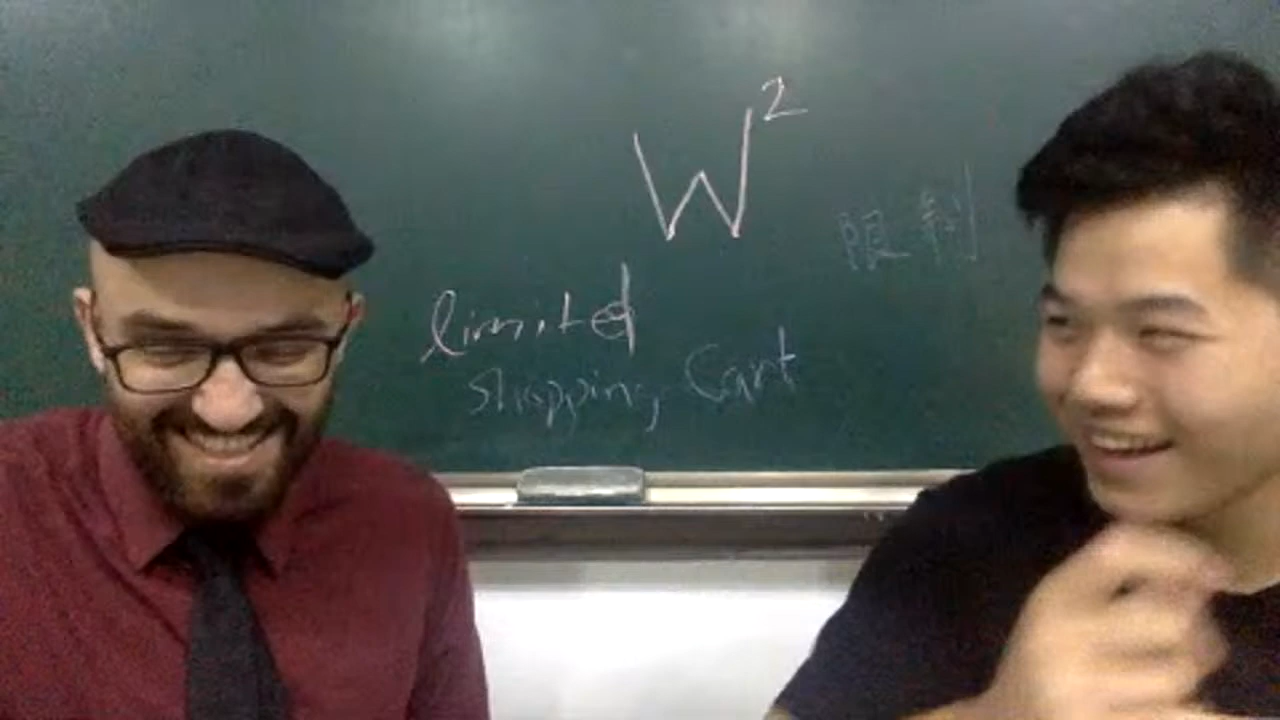 W²
限制
limited
shopping Cart